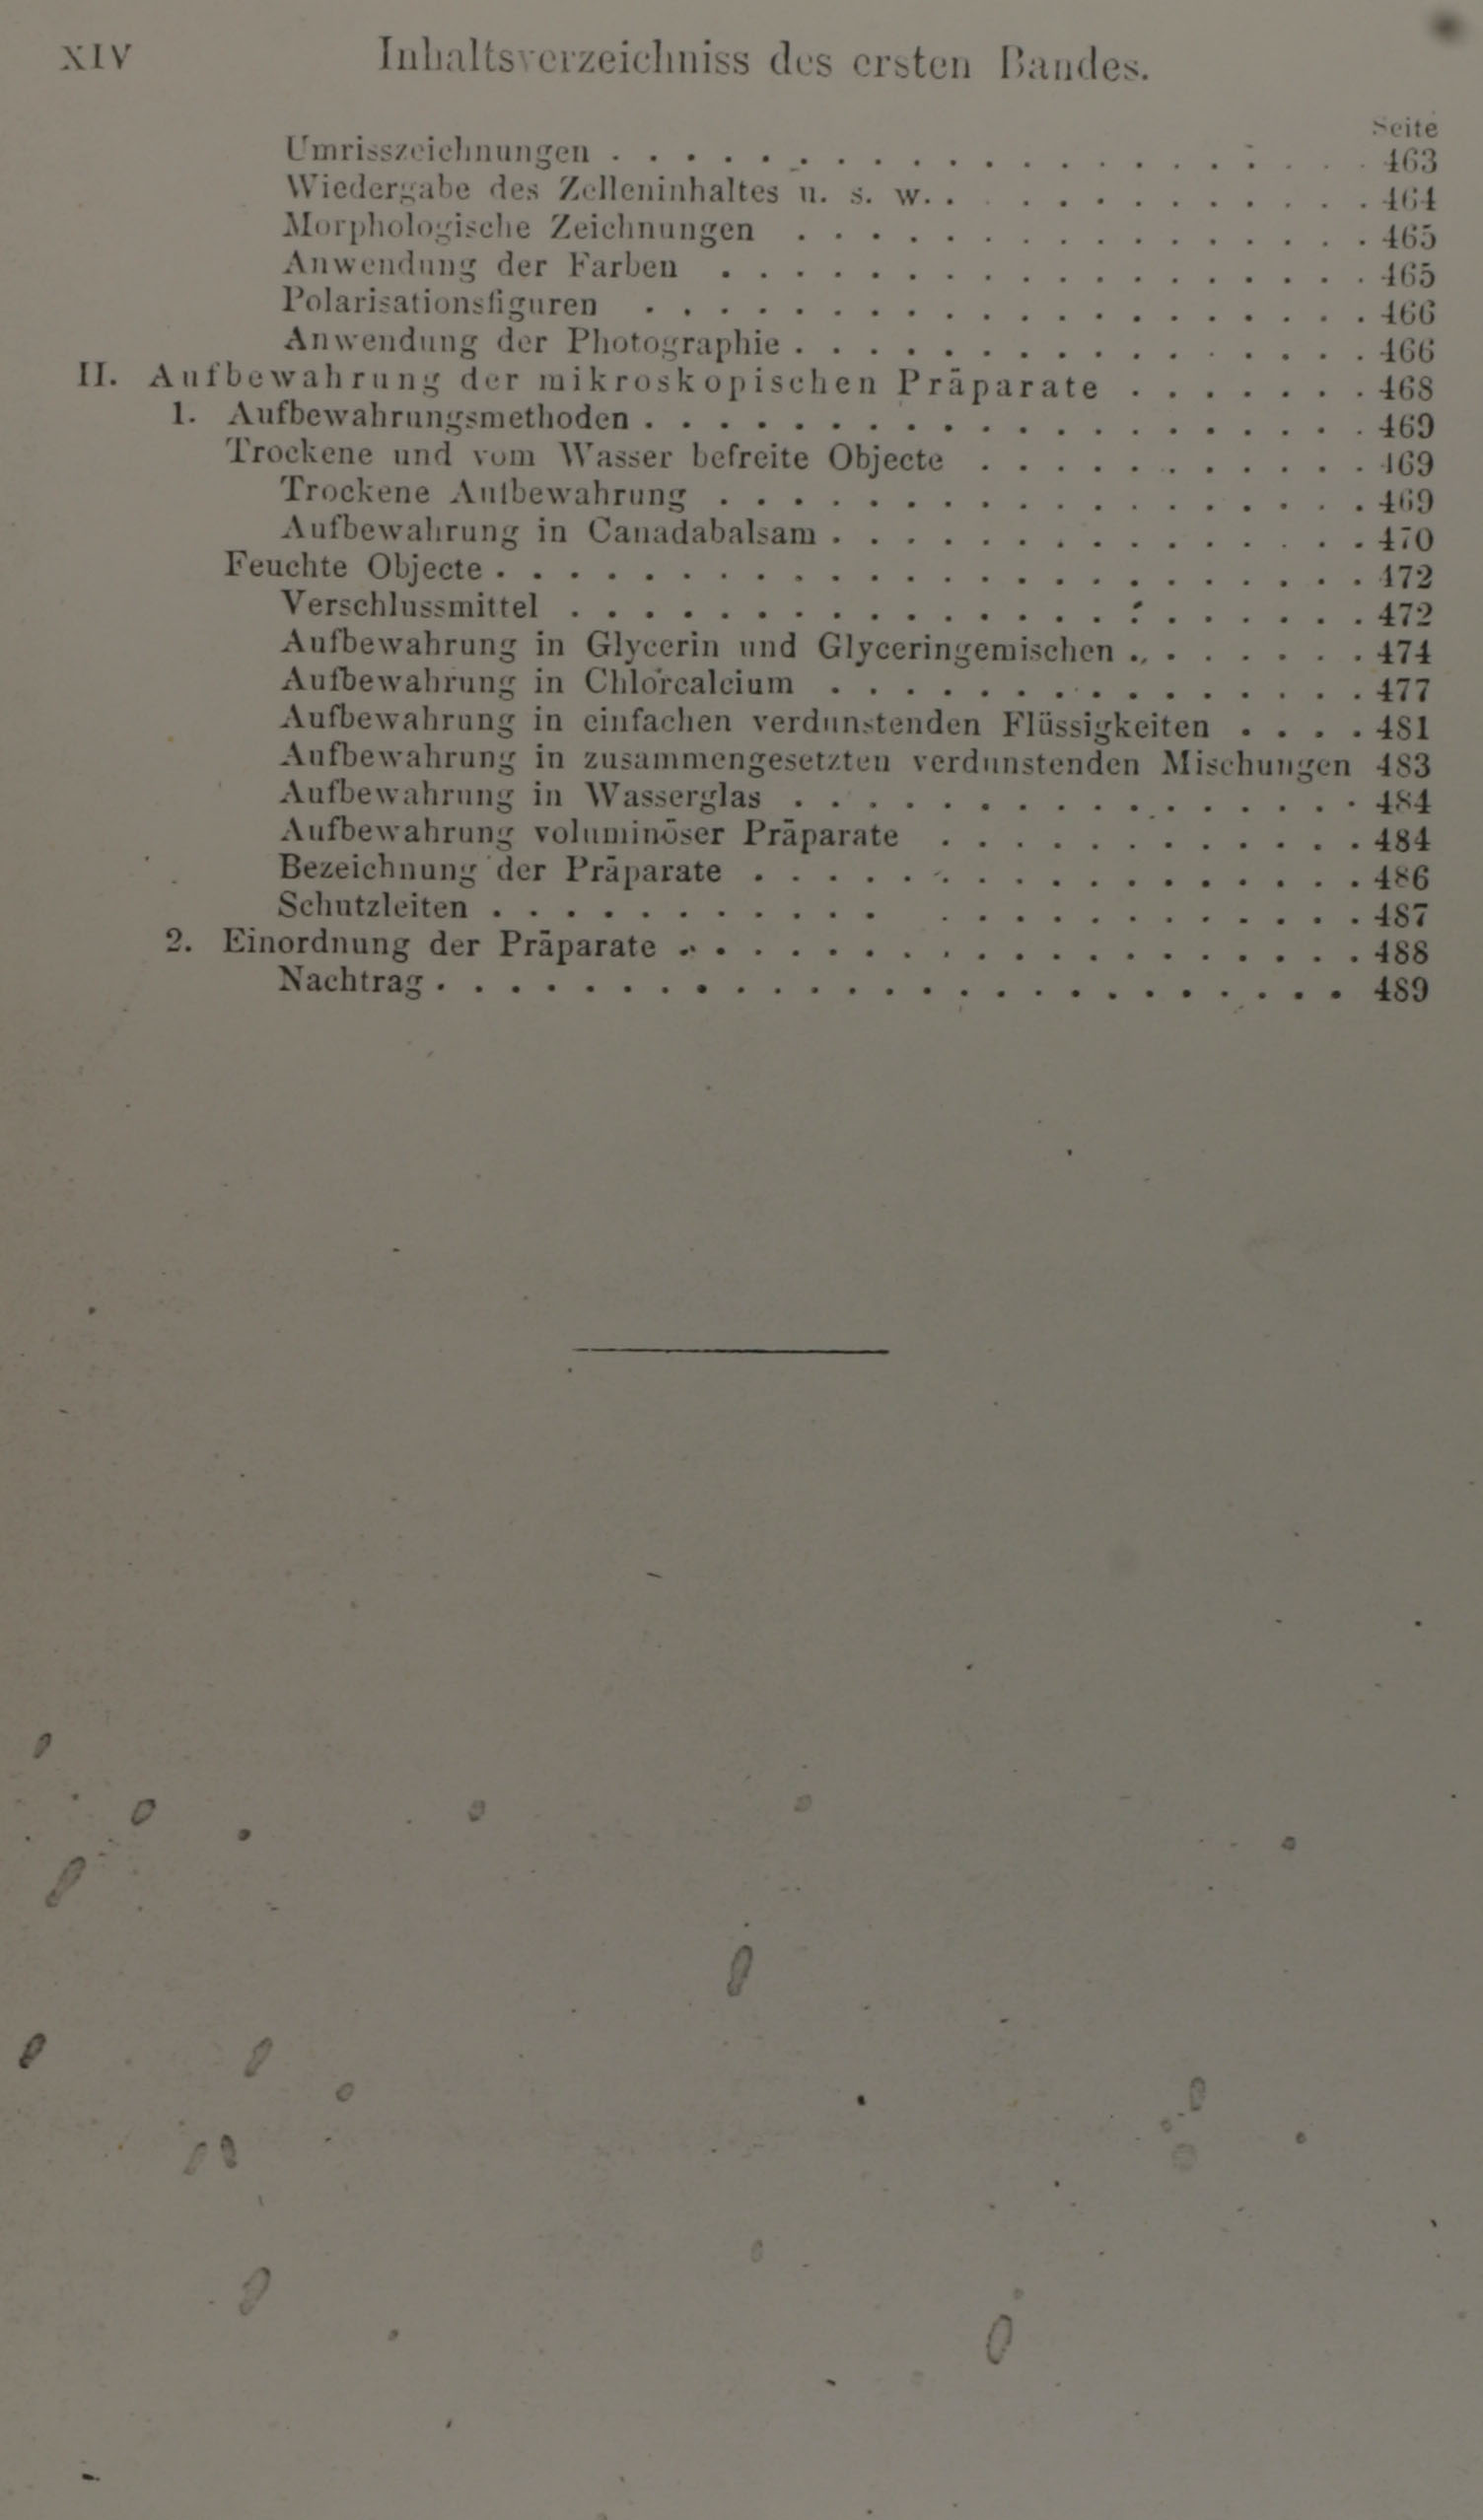 XIV Inhaltsverzeichniss des ersten Bandes.
Seite
Umrisszeichnungen . . . . . . . . . . . . . . . . . . . . . 463
Wiedergabe des Zelleninhaltes u. s. w. . . . . . . . . . . . . 464
Morphologische Zeichnungen . . . . . . . . . . . . . . . . 465
Anwendung der Farben . . . . . . . . . . . . . . . . . . 465
Polarisationsfiguren . . . . . . . . . . . . . . . . . . . . 466
Anwendung der Photographie . . . . . . . . . . . . . . . . 466
II. Aufbewahrung der mikroskopischen Präparate . . . . . . . 468
1. Aufbewahrungsmethoden . . . . . . . . . . . . . . . . . . . . 469
Trockene und vom Wasser befreite Objecte . . . . . . . . . . . 469
Trockene Aufbewahrung . . . . . . . . . . . . . . . . . . 469
Aufbewahrung in Canadabalsam . . . . . . . . . . . . . . . 470
Feuchte Objecte . . . . . . . . . . . . . . . . . . . . . . . . 472
Verschlussmittel . . . . . . . . . . . . . . . . . . . . . . 472
Aufbewahrung in Glycerin und Glyceringemischen . . . . . . . 474
Aufbewahrung in Chlorcalcium . . . . . . . . . . . . . . . 477
Aufbewahrung in einfachen verdunstenden Flüssigkeiten . . . . 481
Aufbewahrung in zusammengesetzten verdunstenden Mischungen 483
Aufbewahrung in Wasserglas . . . . . . . . . . . . . . . . 484
Aufbewahrung voluminöser Präparate . . . . . . . . . . . . 484
Bezeichnung der Präparate . . . . . . . . . . . . . . . . . 486
Schutzleiten . . . . . . . . . . . . . . . . . . . . . . . . 487
2. Einordnung der Präparate . . . . . . . . . . . . . . . . . . . 488
Nachtrag . . . . . . . . . . . . . . . . . . . . . . . . . 489